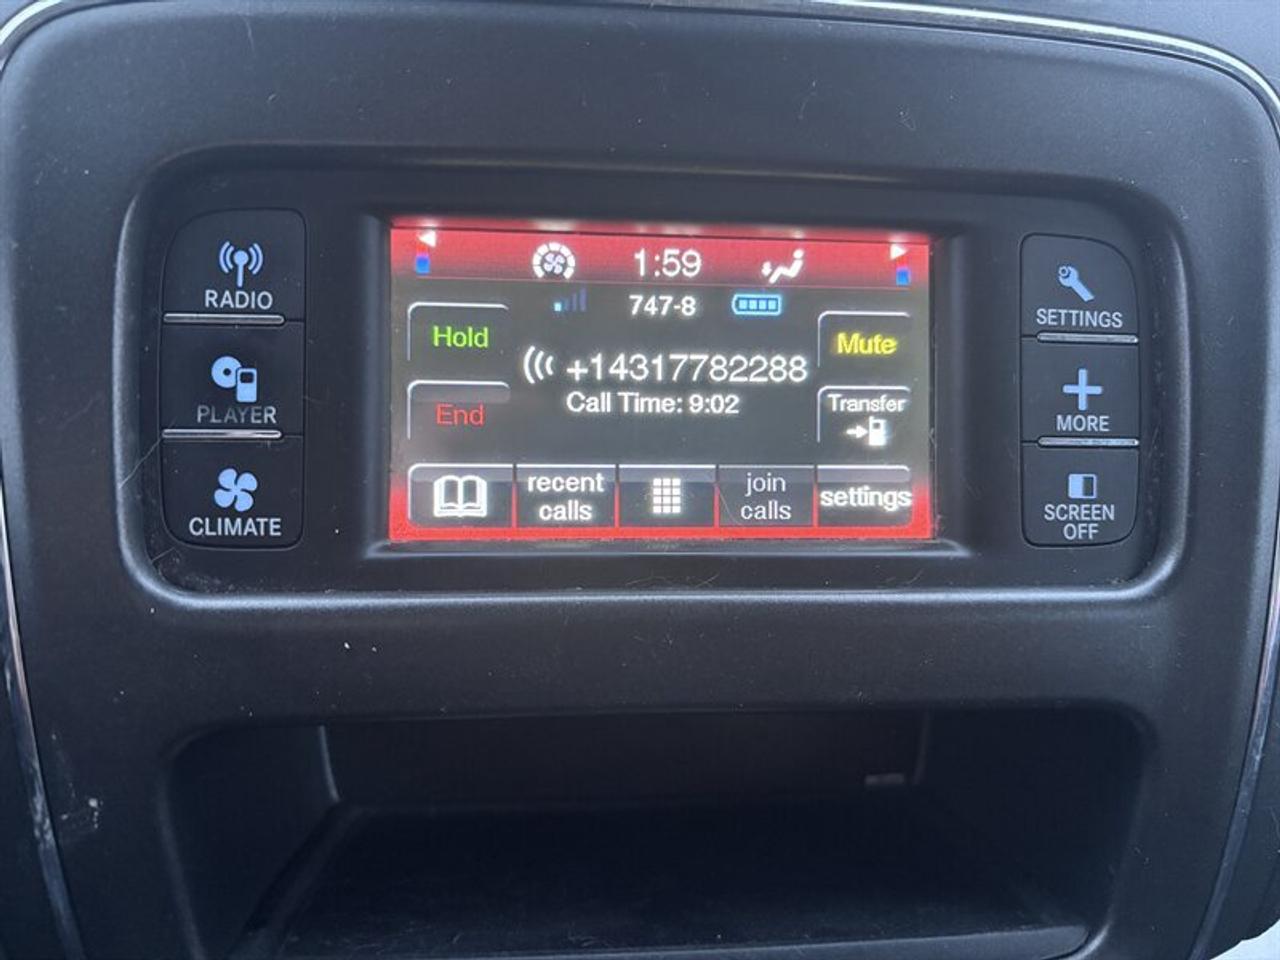 RADIO
PLAYER
CLIMATE
1:59
747-8
Hold
Mute
+14317782288
Call Time: 9:02
End
Transfer
recent
calls
join
calls
settings
SETTINGS
MORE
SCREEN
OFF